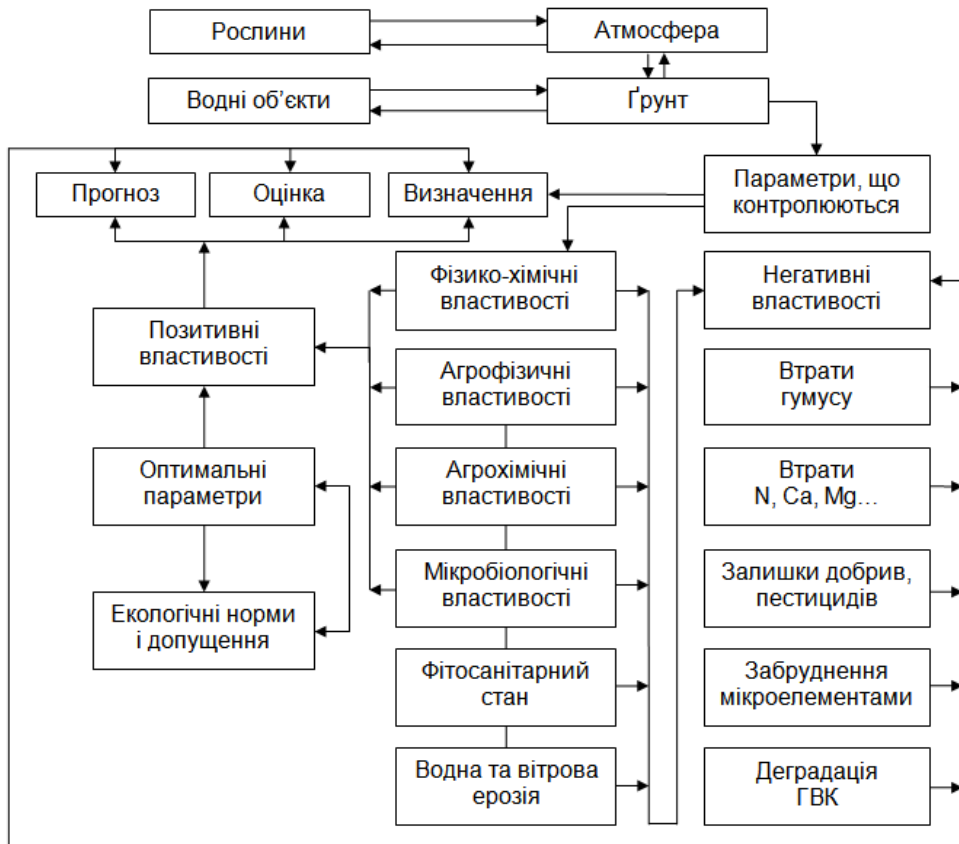 Рослини
Атмосфера
Водні об’єкти
Ґрунт
Прогноз
Оцінка
Визначення
Параметри, що
контролюються
Фізико-хімічні
властивості
Негативні
властивості
Позитивні
властивості
Агрофізичні
властивості
Втрати
гумусу
Оптимальні
параметри
Агрохімічні
властивості
Втрати
N, Ca, Mg...
Мікробіологічні
властивості
Залишки добрив,
пестицидів
Екологічні норми
і допущення
Фітосанітарний
стан
Забруднення
мікроелементами
Водна та вітрова
ерозія
Деградація
ГВК